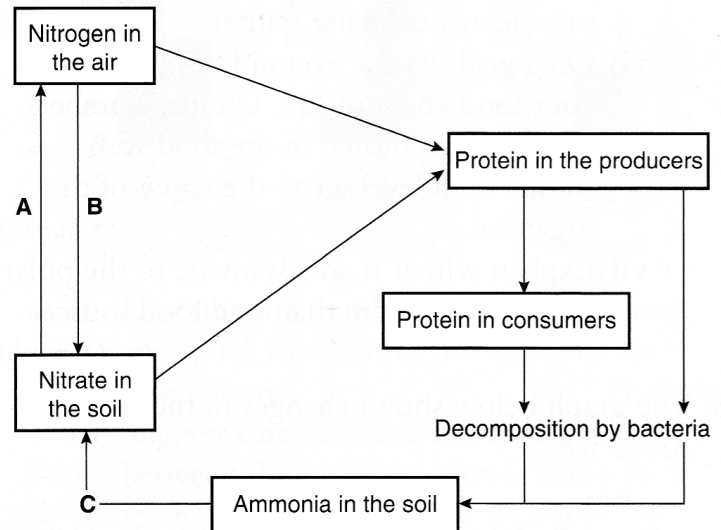 Nitrogen in
the air
Protein in the producers
A
B
Protein in consumers
Nitrate in
the soil
Decomposition by bacteria
C
Ammonia in the soil